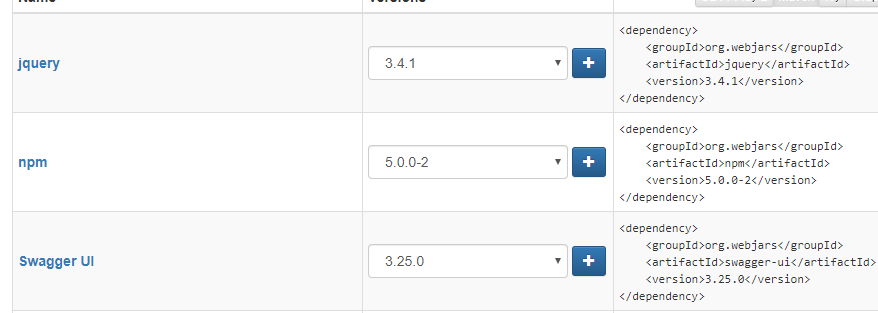 jquery
3.4.1
+
<dependency>
<groupId>org.webjars</groupId>
<artifactId>jquery</artifactId>
<version>3.4.1</version>
</dependency>
npm
5.0.0-2
+
<dependency>
<groupId>org.webjars</groupId>
<artifactId>npm</artifactId>
<version>5.0.0-2</version>
</dependency>
Swagger UI
3.25.0
+
<dependency>
<groupId>org.webjars</groupId>
<artifactId>swagger-ui</artifactId>
<version>3.25.0</version>
</dependency>